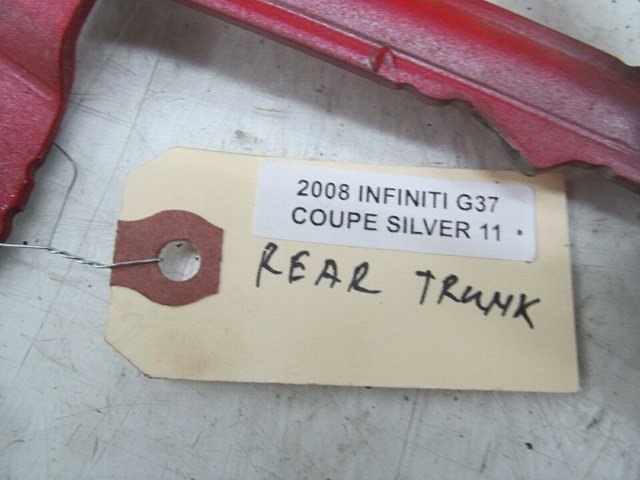 2008 INFINITI G37
COUPE SILVER 11
REAR TRUNK